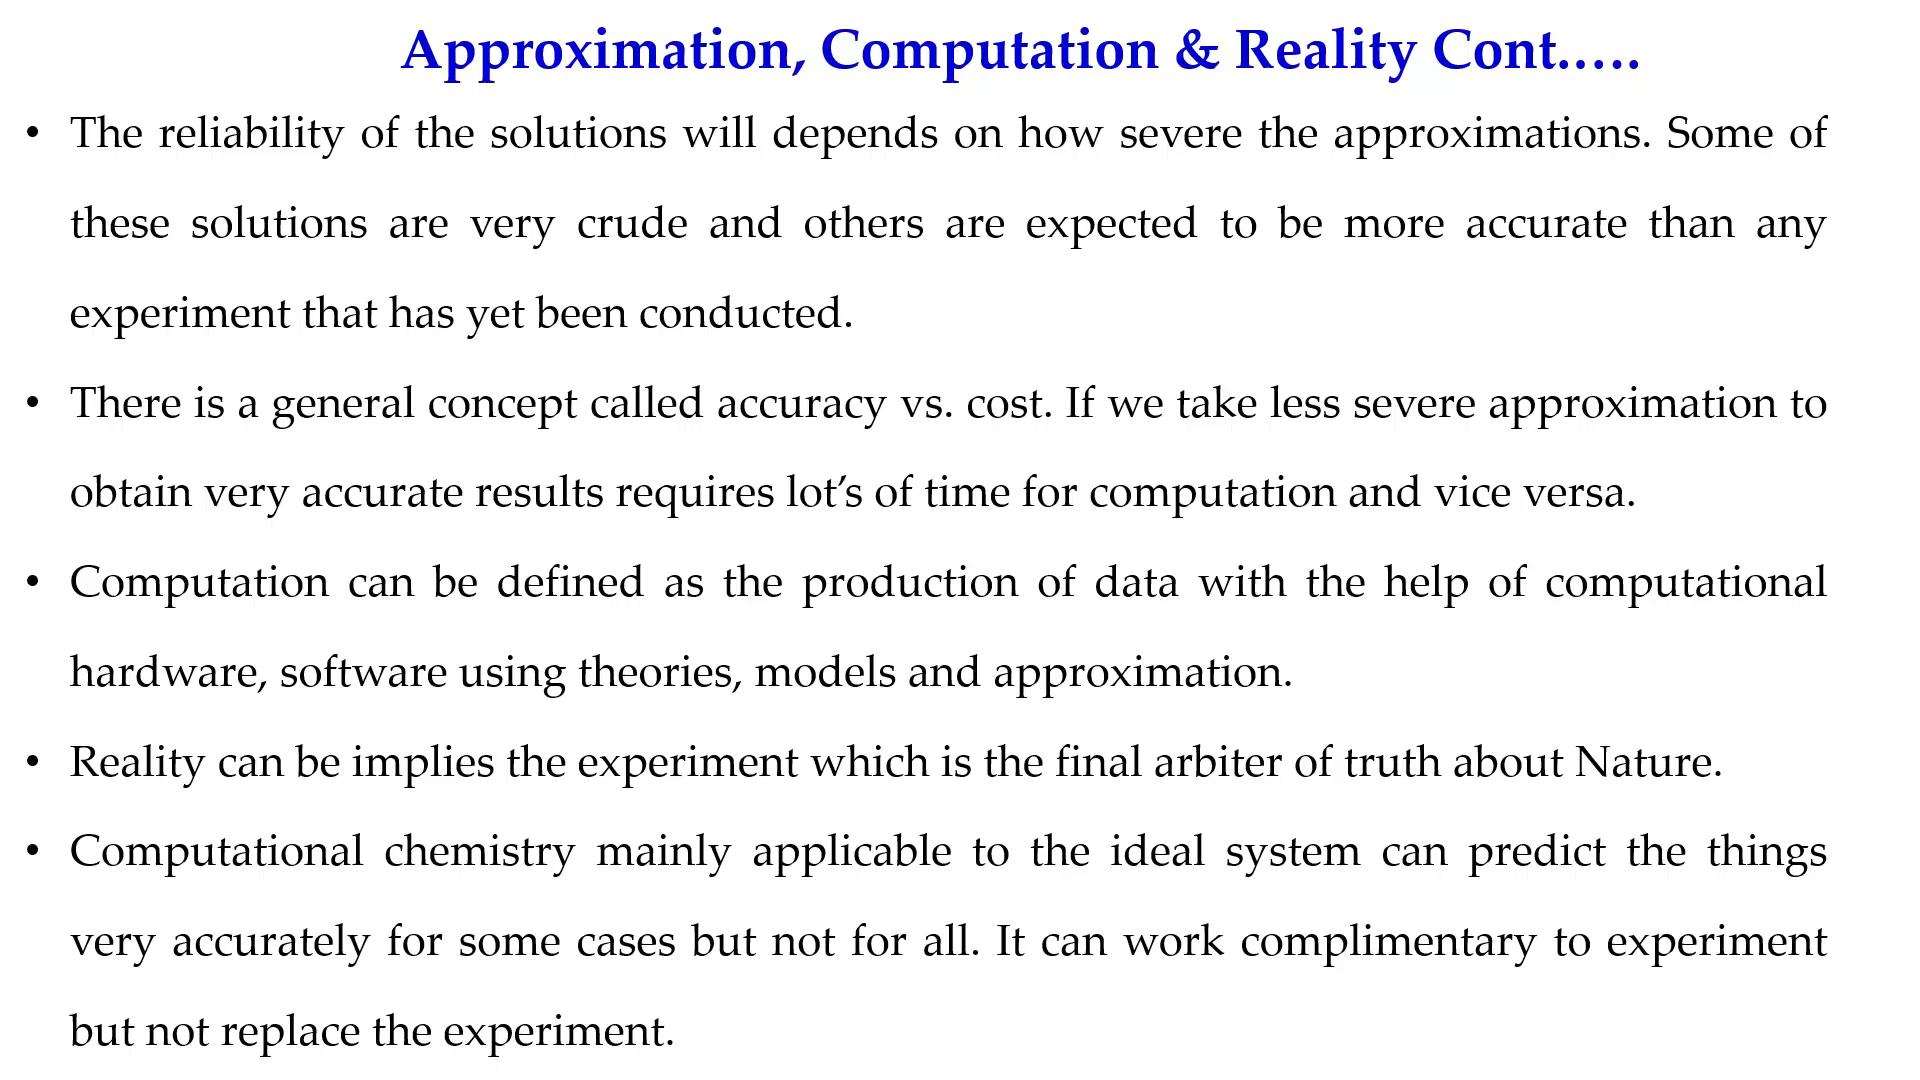 Approximation, Computation & Reality Cont.….
• The reliability of the solutions will depends on how severe the approximations. Some of
these solutions are very crude and others are expected to be more accurate than any
experiment that has yet been conducted.
• There is a general concept called accuracy vs. cost. If we take less severe approximation to
obtain very accurate results requires lot’s of time for computation and vice versa.
• Computation can be defined as the production of data with the help of computational
hardware, software using theories, models and approximation.
• Reality can be implies the experiment which is the final arbiter of truth about Nature.
• Computational chemistry mainly applicable to the ideal system can predict the things
very accurately for some cases but not for all. It can work complimentary to experiment
but not replace the experiment.